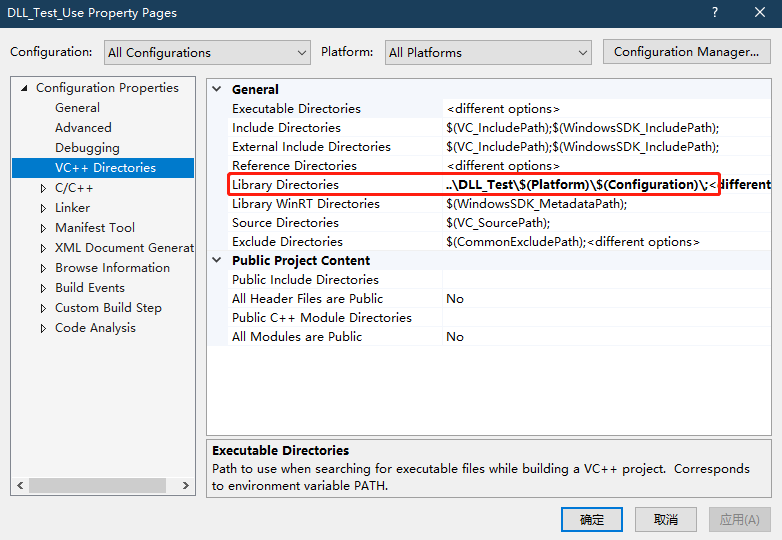 DLL_Test_Use Property Pages ? ×
Configuration: All Configurations Platform: All Platforms Configuration Manager...
Configuration Properties
General
Advanced
Debugging
VC++ Directories
C/C++
Linker
Manifest Tool
XML Document Generat
Browse Information
Build Events
Custom Build Step
Code Analysis
General
Executable Directories <different options>
Include Directories $(VC_IncludePath);$(WindowsSDK_IncludePath);
External Include Directories $(VC_IncludePath);$(WindowsSDK_IncludePath);
Reference Directories <different options>
Library Directories ..\DLL_Test\$(Platform)\$(Configuration)\;<different
Library WinRT Directories $(WindowsSDK_MetadataPath);
Source Directories $(VC_SourcePath);
Exclude Directories $(CommonExcludePath);<different options>
Public Project Content
Public Include Directories
All Header Files are Public No
Public C++ Module Directories
All Modules are Public No
Executable Directories
Path to use when searching for executable files while building a VC++ project.  Corresponds
to environment variable PATH.
确定 取消 应用(A)